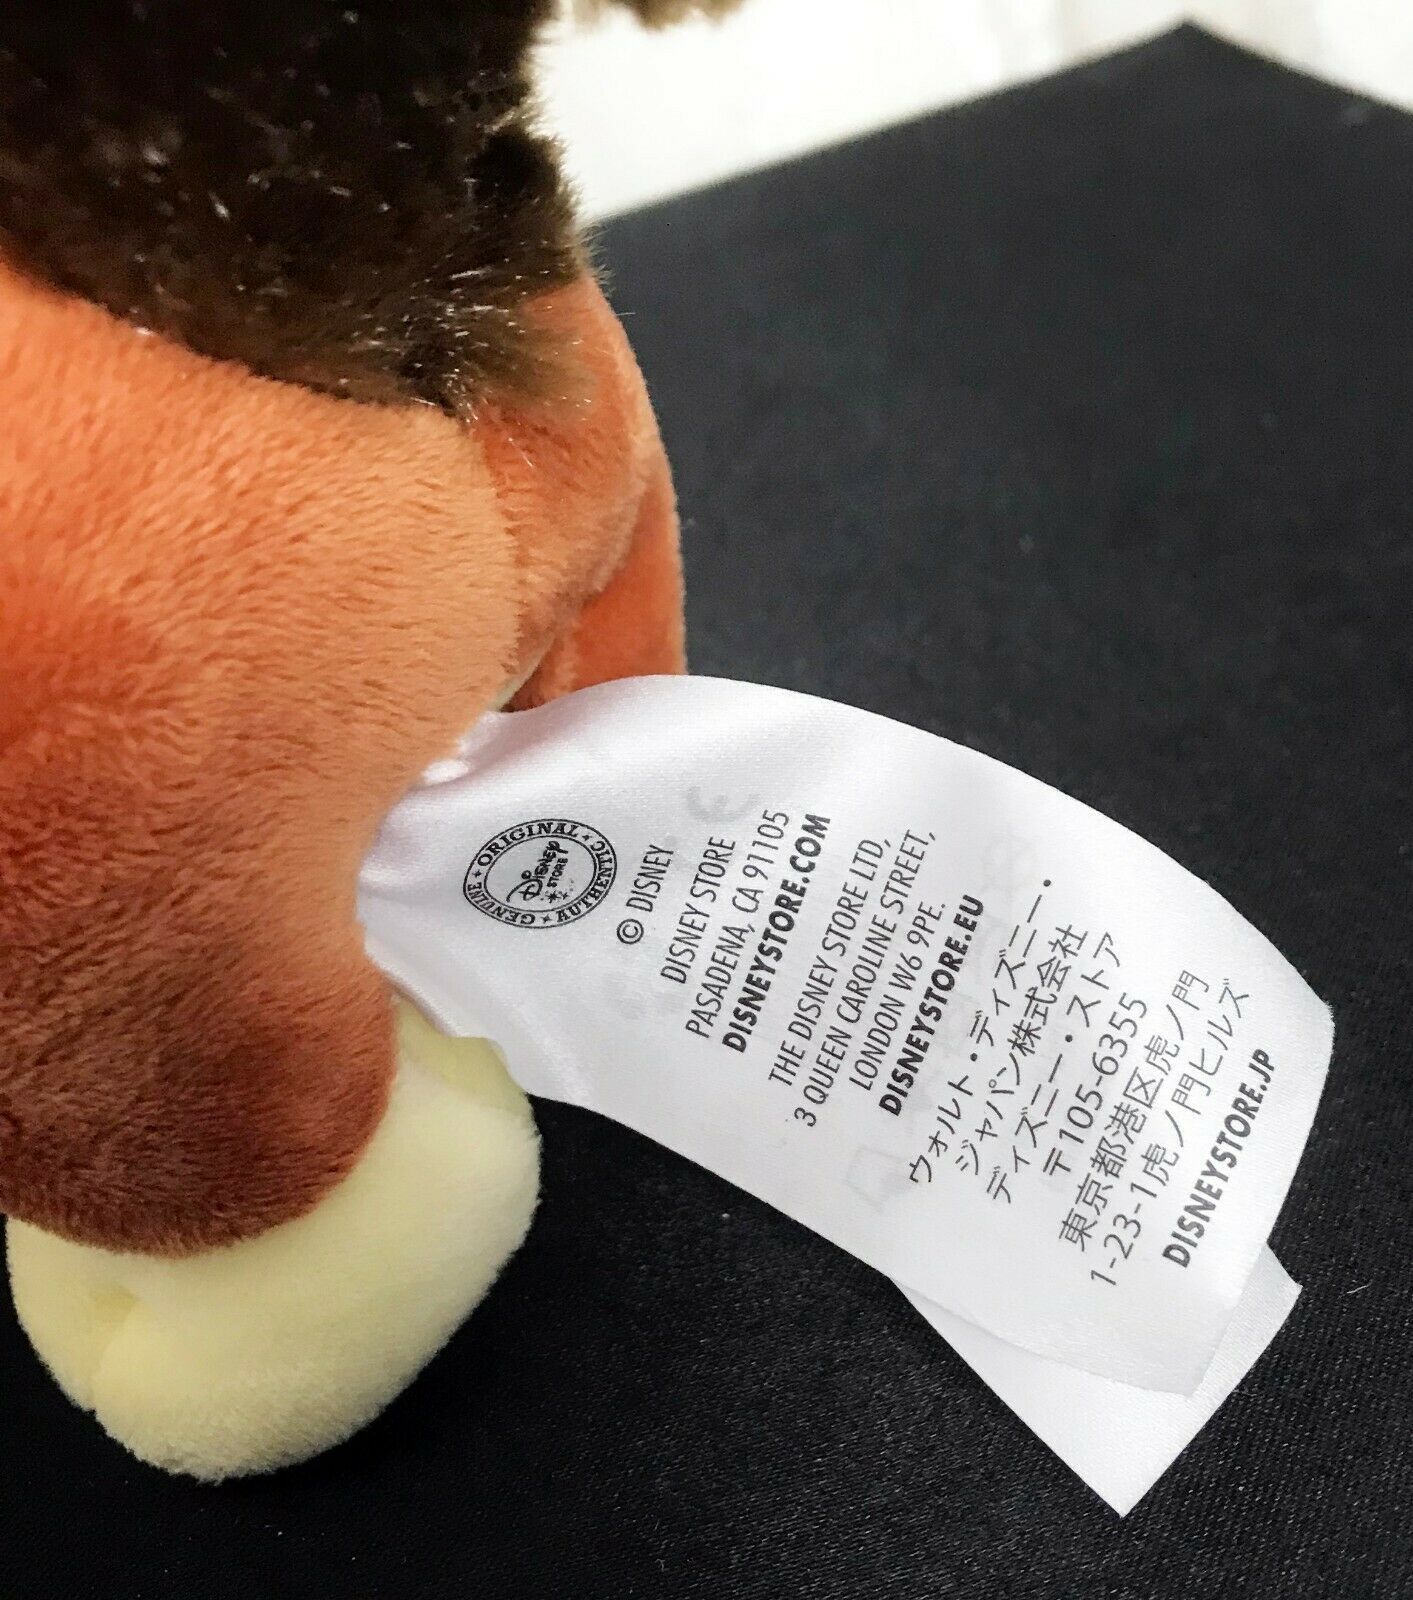 ORIGINAL
AUTHENTIC
GENUINE
Disney
STORE
© DISNEY
DISNEY STORE
PASADENA, CA 91105
DISNEYSTORE.COM
THE DISNEY STORE LTD,
3 QUEEN CAROLINE STREET,
LONDON W6 9PE.
DISNEYSTORE.EU
ウォルト・ディズニー・
ジャパン株式会社
ディズニー・ストア
〒105-6355
東京都港区虎ノ門
1-23-1虎ノ門ヒルズ
DISNEYSTORE.JP